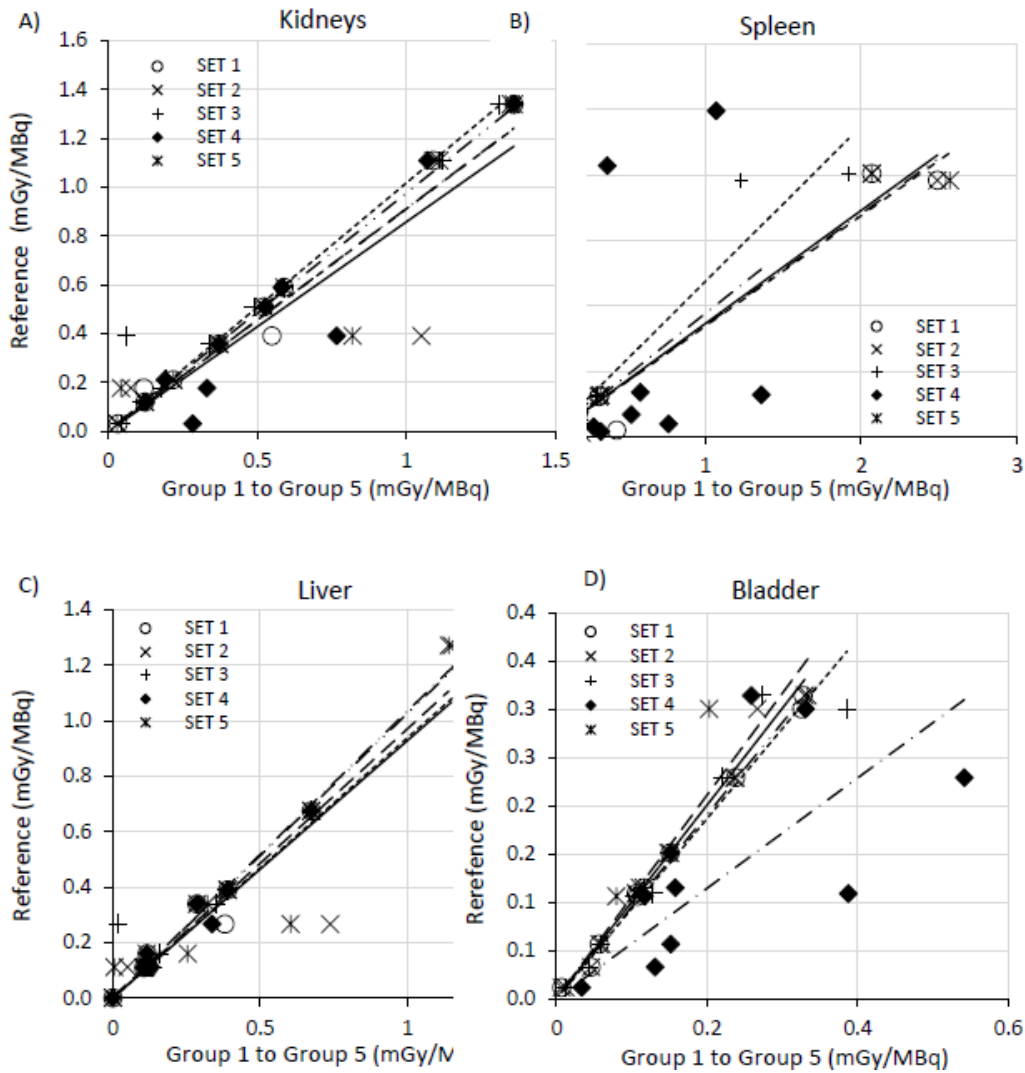 A)
Kidneys
1.6
1.4
1.2
1.0
0.8
0.6
0.4
0.2
0.0
Reference (mGy/MBq)
SET 1
SET 2
SET 3
SET 4
SET 5
0
0.5
1
1.5
Group 1 to Group 5 (mGy/MBq)
B)
Spleen
SET 1
SET 2
SET 3
SET 4
SET 5
1
2
3
Group 1 to Group 5 (mGy/MBq)
C)
Liver
1.4
1.2
1.0
0.8
0.6
0.4
0.2
0.0
Reference (mGy/MBq)
SET 1
SET 2
SET 3
SET 4
SET 5
0
0.5
1
Group 1 to Group 5 (mGy/M
D)
Bladder
0.4
0.4
0.3
0.3
0.2
0.2
0.1
0.1
0.0
Rerefence (mGy/MBq)
SET 1
SET 2
SET 3
SET 4
SET 5
0
0.2
0.4
0.6
Group 1 to Group 5 (mGy/MBq)